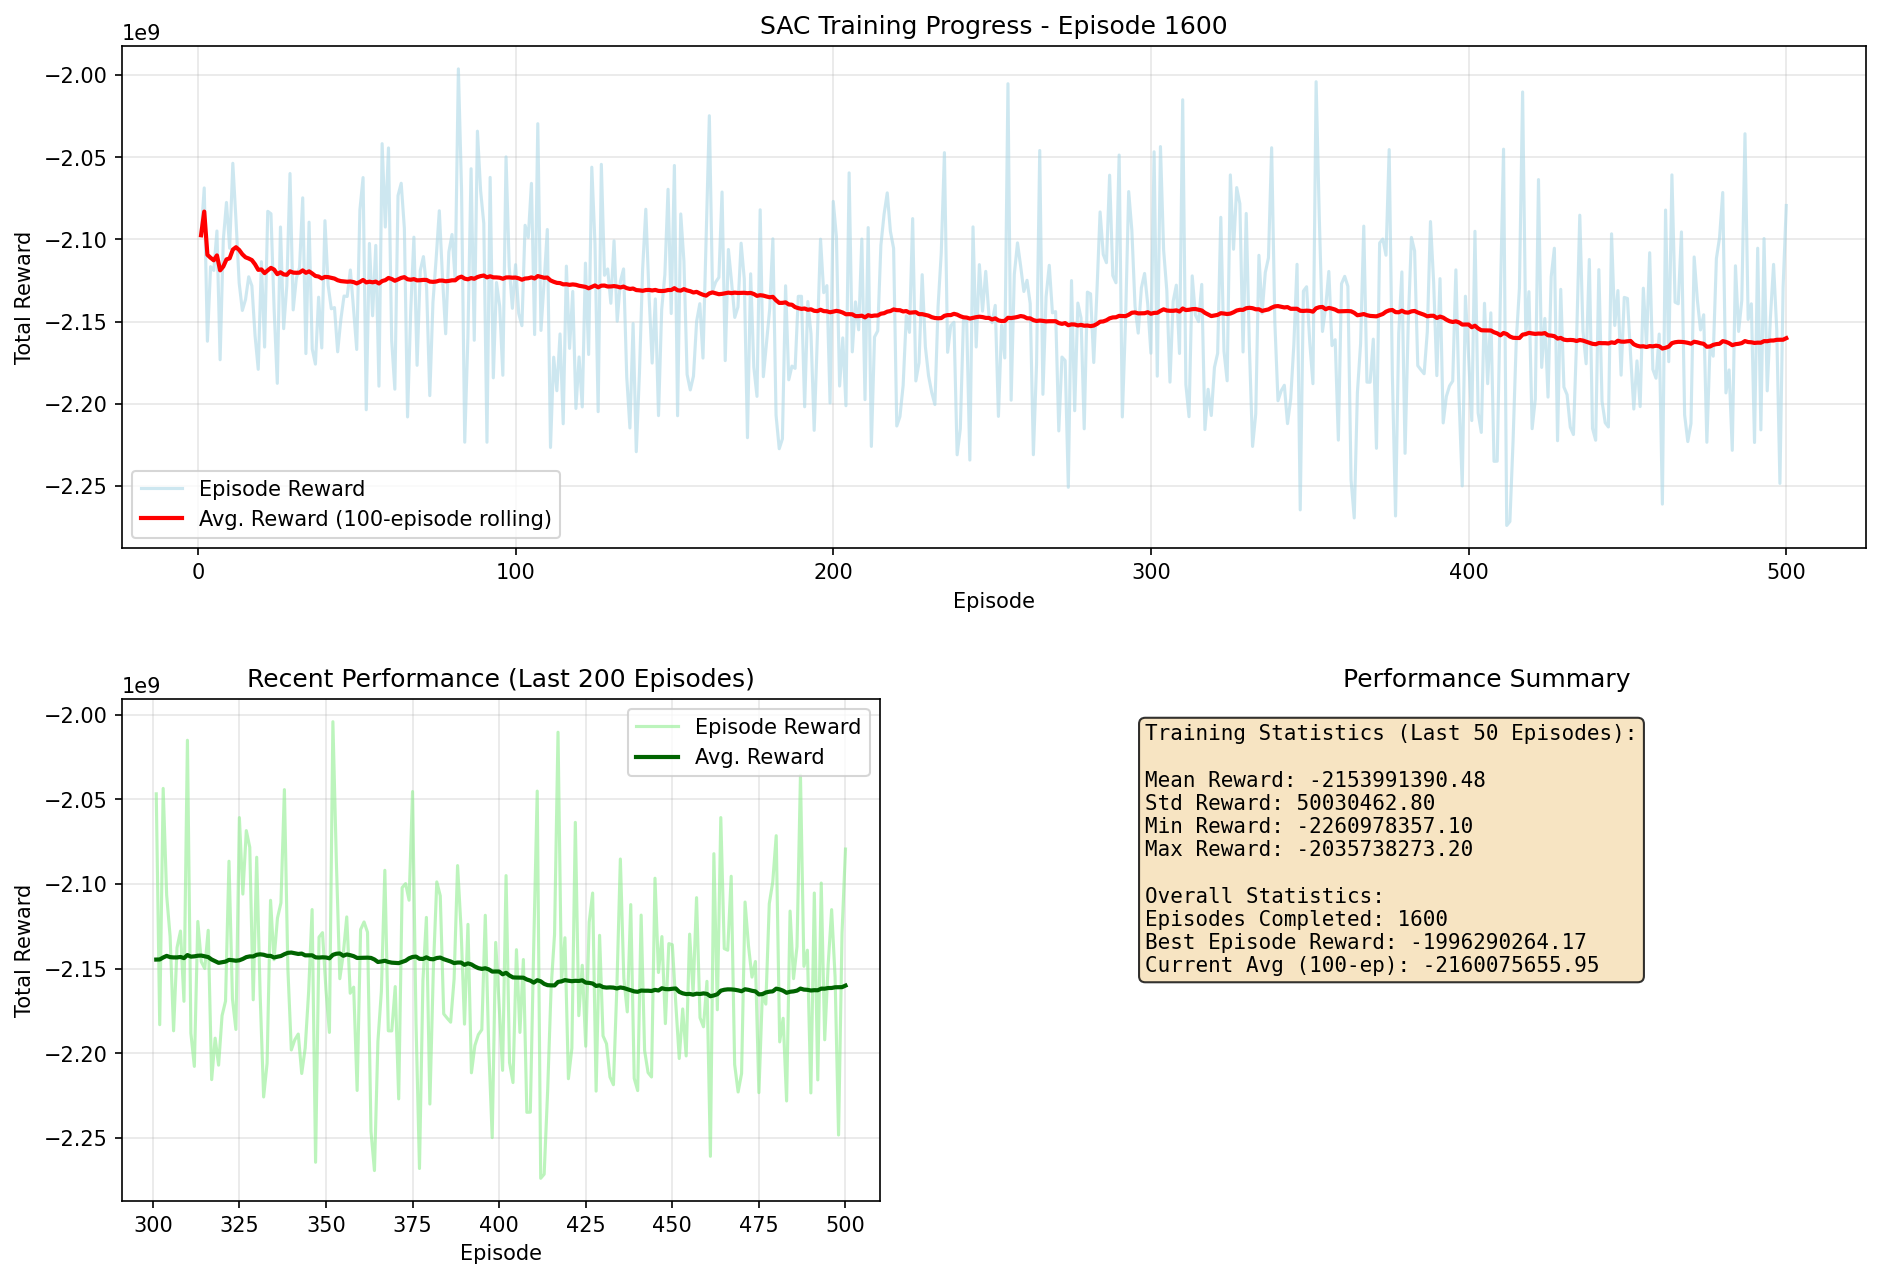 SAC Training Progress - Episode 1600
1e9
−2.00
−2.05
−2.10
−2.15
−2.20
−2.25
Total Reward
Episode Reward
Avg. Reward (100-episode rolling)
0 100 200 300 400 500
Episode
Recent Performance (Last 200 Episodes)
1e9
−2.00
−2.05
−2.10
−2.15
−2.20
−2.25
Total Reward
Episode Reward
Avg. Reward
300 325 350 375 400 425 450 475 500
Episode
Performance Summary
Training Statistics (Last 50 Episodes):
Mean Reward: -2153991390.48
Std Reward: 50030462.80
Min Reward: -2260978357.10
Max Reward: -2035738273.20
Overall Statistics:
Episodes Completed: 1600
Best Episode Reward: -1996290264.17
Current Avg (100-ep): -2160075655.95